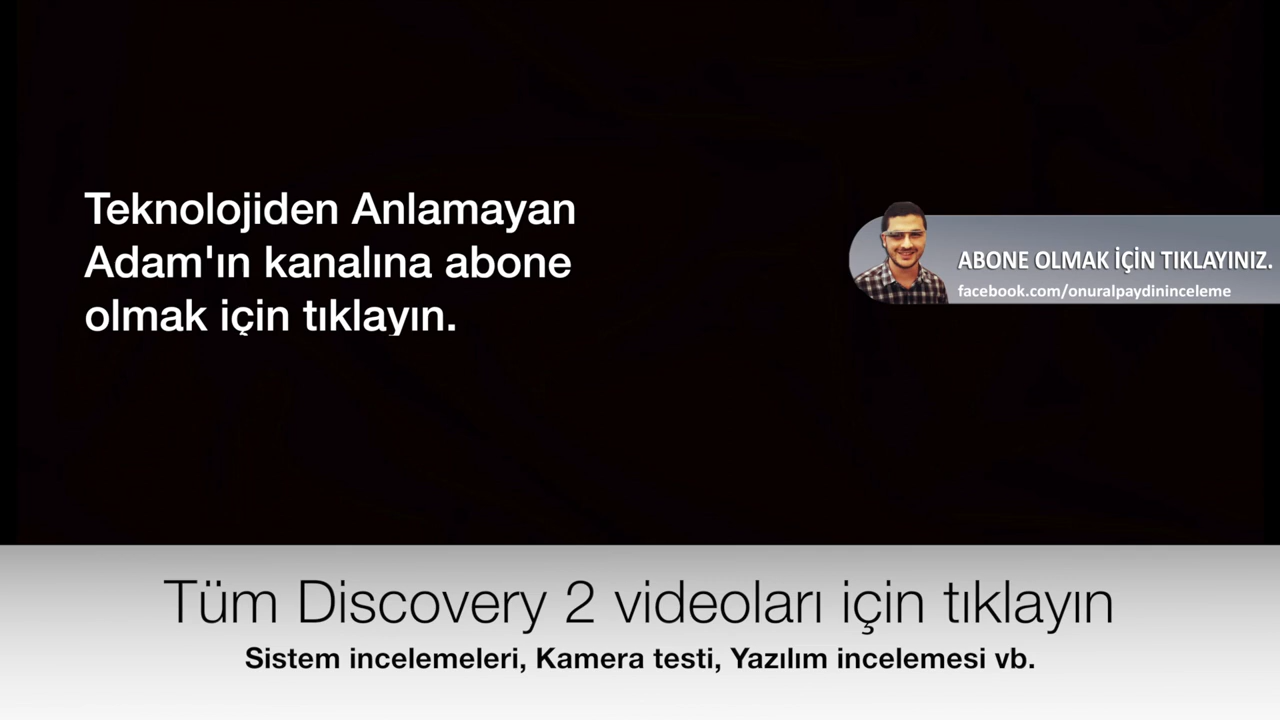 Teknolojiden Anlamayan
Adam'ın kanalına abone
olmak için tıklayın.
ABONE OLMAK İÇİN TIKLAYINIZ.
facebook.com/onuralpaydininceleme
Tüm Discovery 2 videoları için tıklayın
Sistem incelemeleri, Kamera testi, Yazılım incelemesi vb.